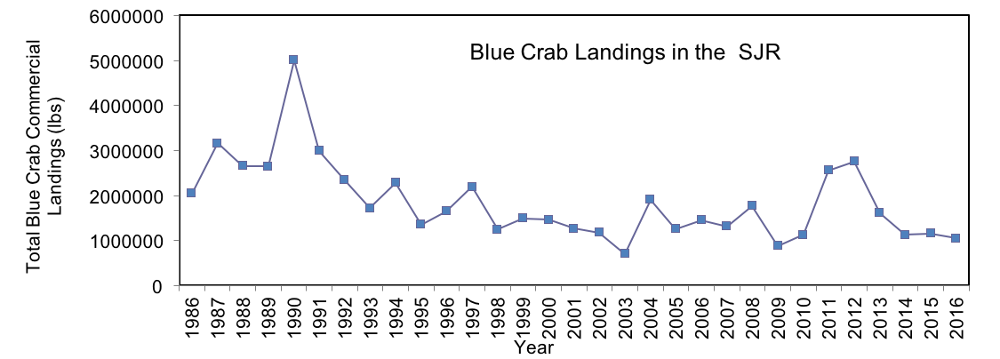 Blue Crab Landings in the SJR
Total Blue Crab Commercial
Landings (lbs)
6000000
5000000
4000000
3000000
2000000
1000000
0
1986 1987 1988 1989 1990 1991 1992 1993 1994 1995 1996 1997 1998 1999 2000 2001 2002 2003 2004 2005 2006 2007 2008 2009 2010 2011 2012 2013 2014 2015 2016
Year